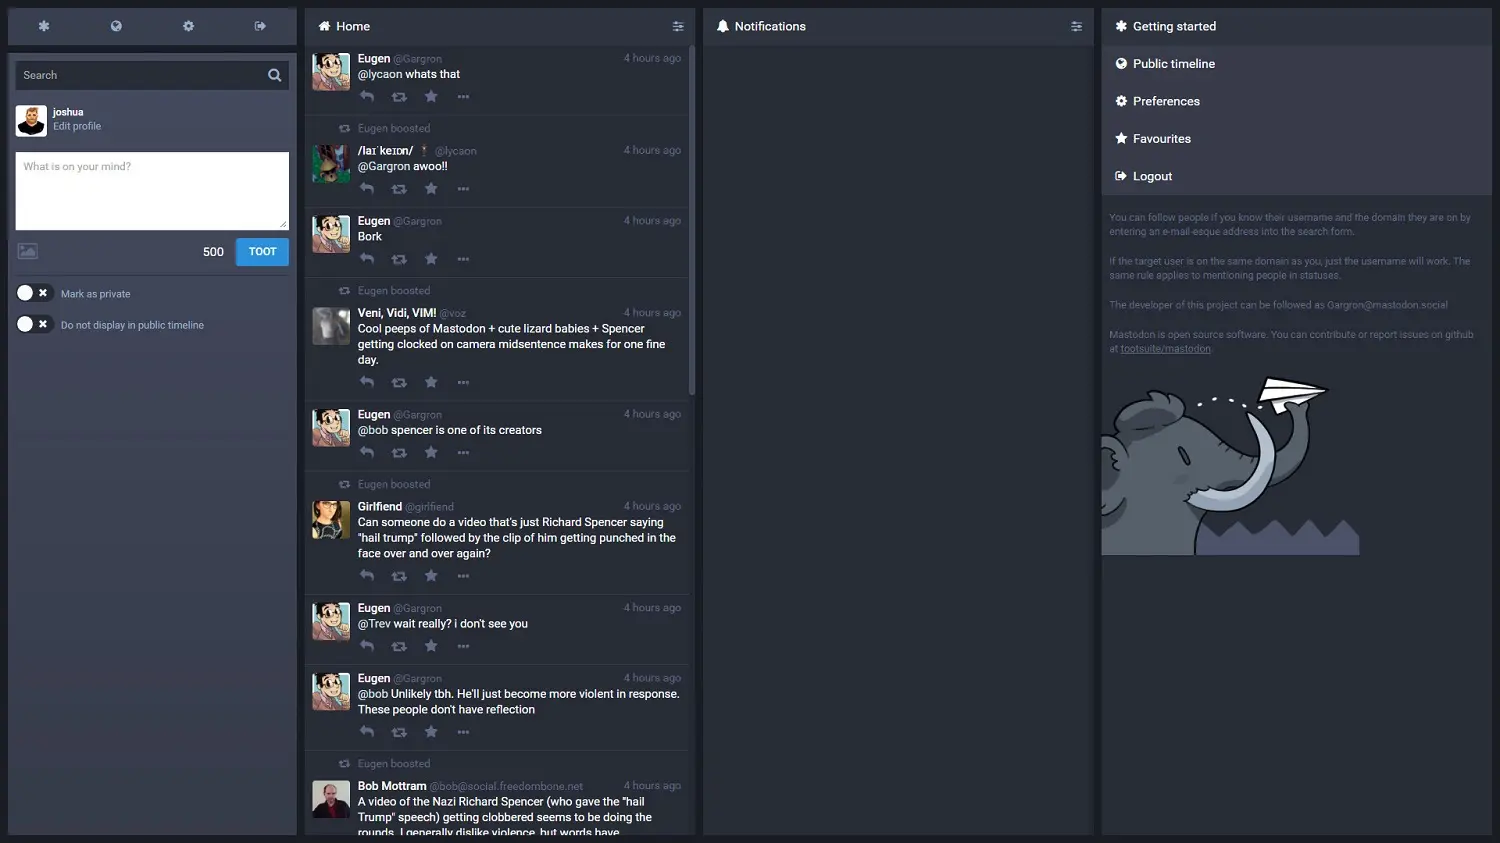 Search
joshua
Edit profile
What is on your mind?
500
TOOT
Mark as private
Do not display in public timeline
Home
Eugen @Gargron 4 hours ago
@lycaon whats that
Eugen boosted
/laɪˈkeɪɒn/ @lycaon 4 hours ago
@Gargron awoo!!
Eugen @Gargron 4 hours ago
Bork
Eugen boosted
Veni, Vidi, VIM! @voz 4 hours ago
Cool peeps of Mastodon + cute lizard babies + Spencer
getting clocked on camera midsentence makes for one fine
day.
Eugen @Gargron 4 hours ago
@bob spencer is one of its creators
Eugen boosted
Girlfiend @girlfiend 4 hours ago
Can someone do a video that's just Richard Spencer saying
"hail trump" followed by the clip of him getting punched in the
face over and over again?
Eugen @Gargron 4 hours ago
@Trev wait really? i don't see you
Eugen @Gargron 4 hours ago
@bob Unlikely tbh. He'll just become more violent in response.
These people don't have reflection
Eugen boosted
Bob Mottram @bob@social.freedombone.net 4 hours ago
A video of the Nazi Richard Spencer (who gave the "hail
Trump" speech) getting clobbered seems to be doing the
rounds. I generally dislike violence, but words have
Notifications
Getting started
Public timeline
Preferences
Favourites
Logout
You can follow people if you know their username and the domain they are on by
entering an e-mail-esque address into the search form.
If the target user is on the same domain as you, just the username will work. The
same rule applies to mentioning people in statuses.
The developer of this project can be followed as Gargron@mastodon.social
Mastodon is open source software. You can contribute or report issues on github
at tootsuite/mastodon.